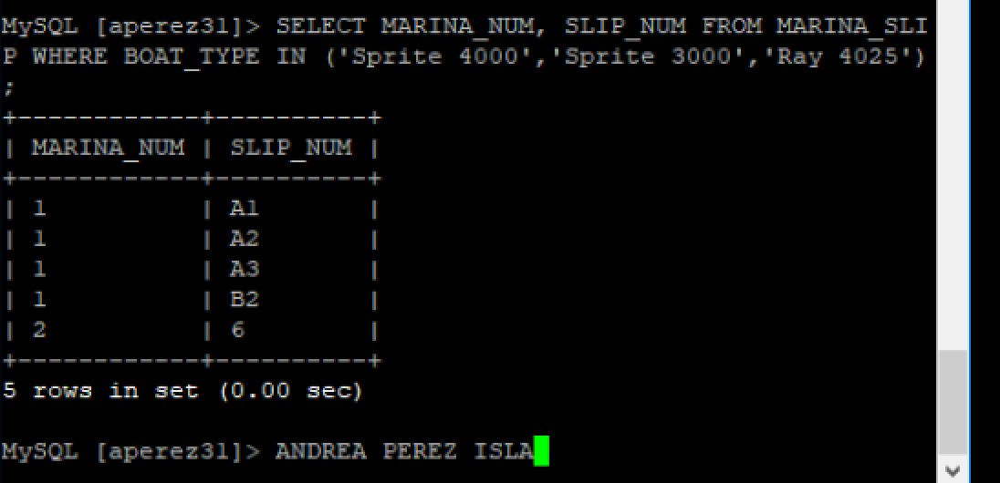 MySQL [aperez31]> SELECT MARINA_NUM, SLIP_NUM FROM MARINA_SLI
P WHERE BOAT_TYPE IN ('Sprite 4000','Sprite 3000','Ray 4025')
;
+------------+----------+
| MARINA_NUM | SLIP_NUM |
+------------+----------+
| 1          | A1       |
| 1          | A2       |
| 1          | A3       |
| 1          | B2       |
| 2          | 6        |
+------------+----------+
5 rows in set (0.00 sec)
MySQL [aperez31]> ANDREA PEREZ ISLA